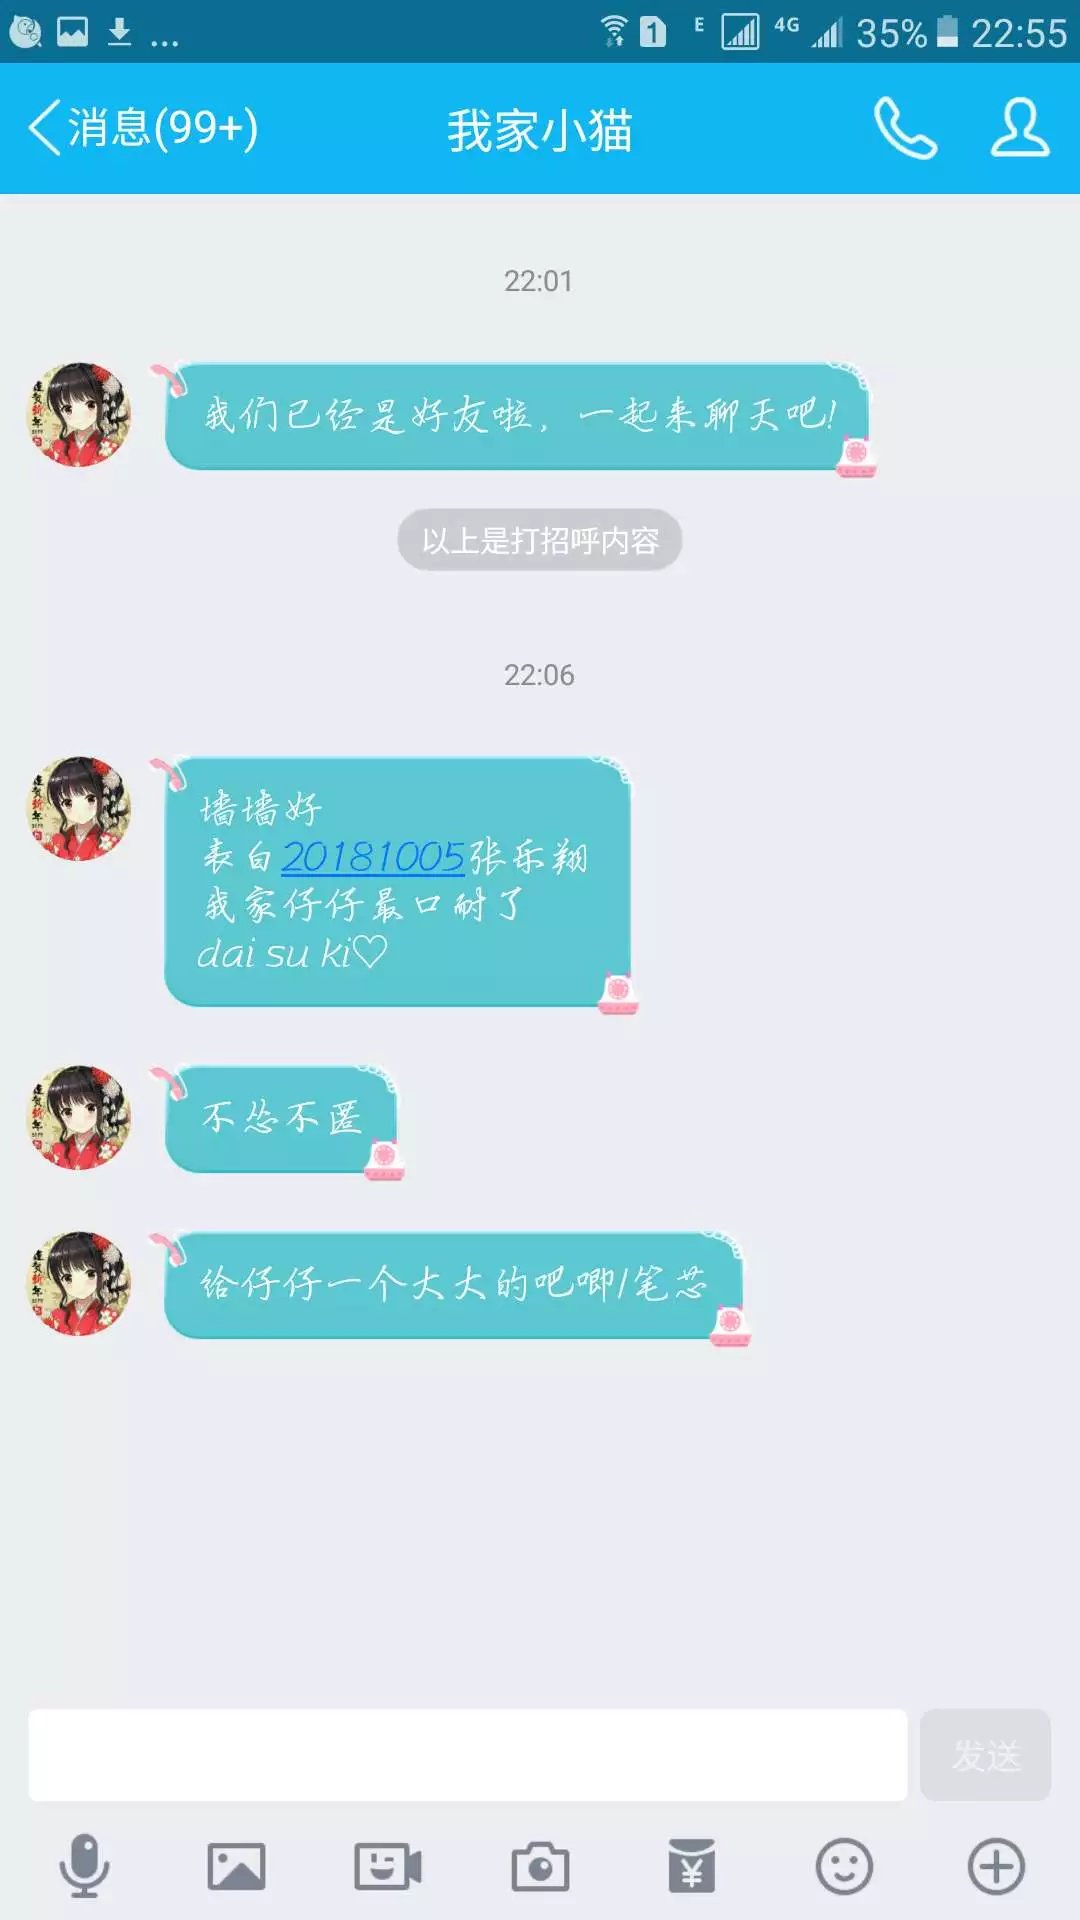 E 4G 35% 22:55
消息(99+) 我家小猫
22:01
我们已经是好友啦，一起来聊天吧!
以上是打招呼内容
22:06
墙墙好
表白20181005张乐翔
我家仔仔最口耐了
dai su ki♡
不怂不匿
给仔仔一个大大的吧唧/笔芯
发送